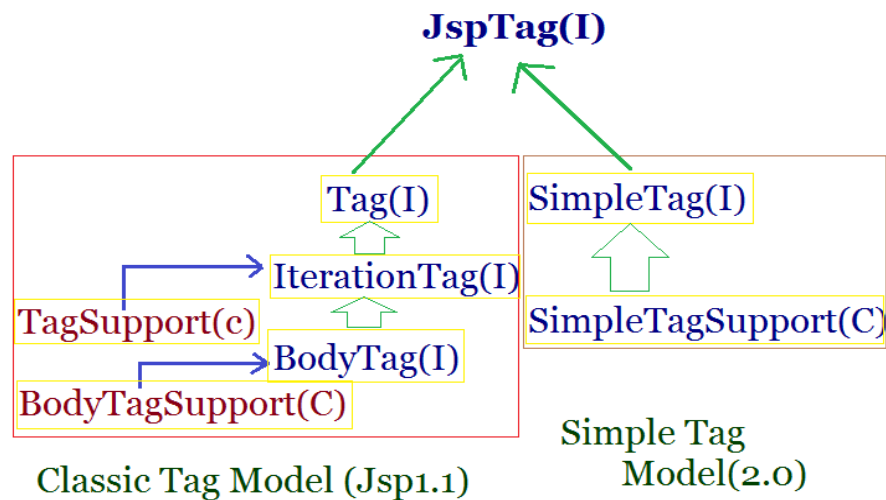 JspTag(I)
Tag(I)
IterationTag(I)
TagSupport(c)
BodyTag(I)
BodyTagSupport(C)
Classic Tag Model (Jsp1.1)
SimpleTag(I)
SimpleTagSupport(C)
Simple Tag
Model(2.0)